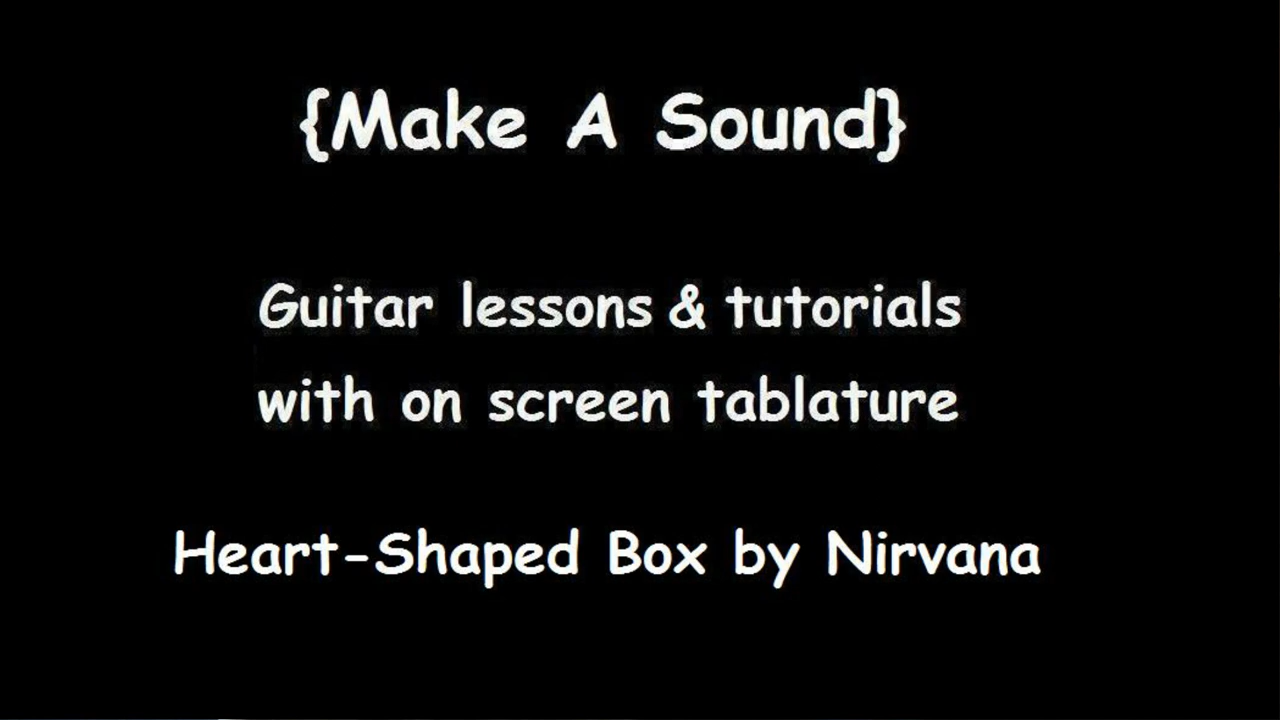 {Make A Sound}
Guitar lessons & tutorials
with on screen tablature
Heart-Shaped Box by Nirvana